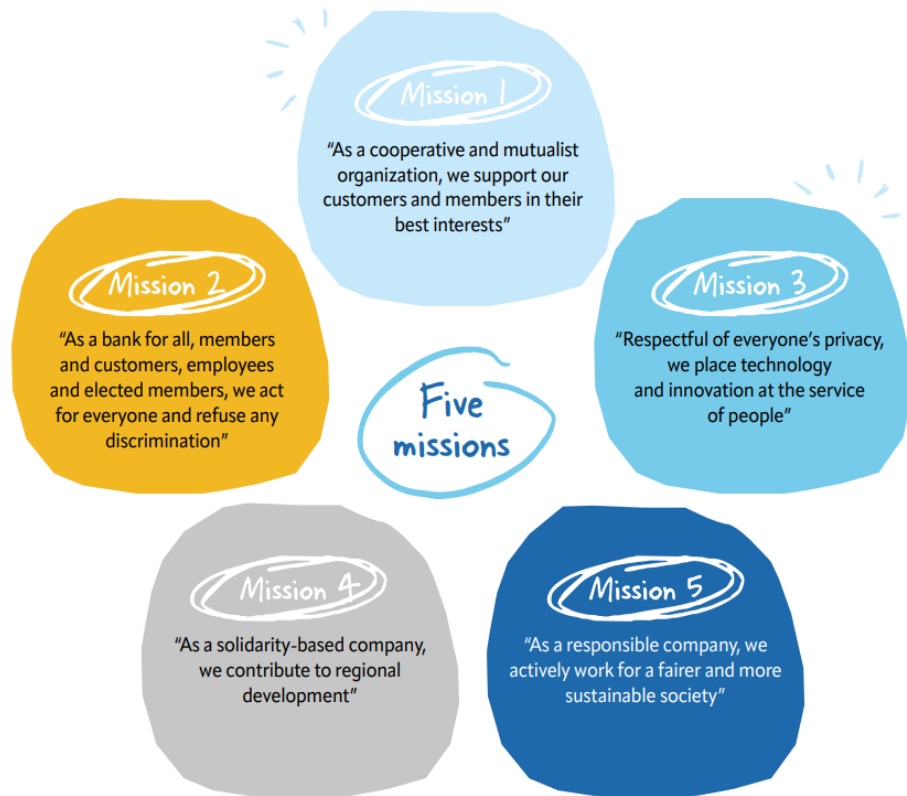 Mission 1
“As a cooperative and mutualist
organization, we support our
customers and members in their
best interests”
Mission 2
“As a bank for all, members
and customers, employees
and elected members, we act
for everyone and refuse any
discrimination”
Mission 3
“Respectful of everyone’s privacy,
we place technology
and innovation at the service
of people”
Five
missions
Mission 4
“As a solidarity-based company,
we contribute to regional
development”
Mission 5
“As a responsible company, we
actively work for a fairer and more
sustainable society”